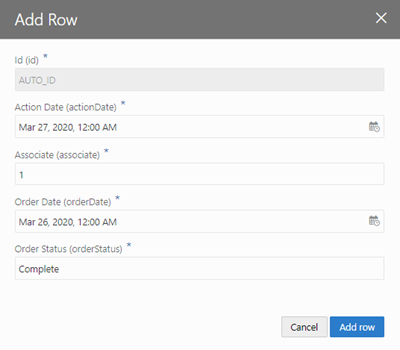 Add Row
Id (id) *
AUTO_ID
Action Date (actionDate) *
Mar 27, 2020, 12:00 AM
Associate (associate) *
1
Order Date (orderDate) *
Mar 26, 2020, 12:00 AM
Order Status (orderStatus) *
Complete
Cancel Add row